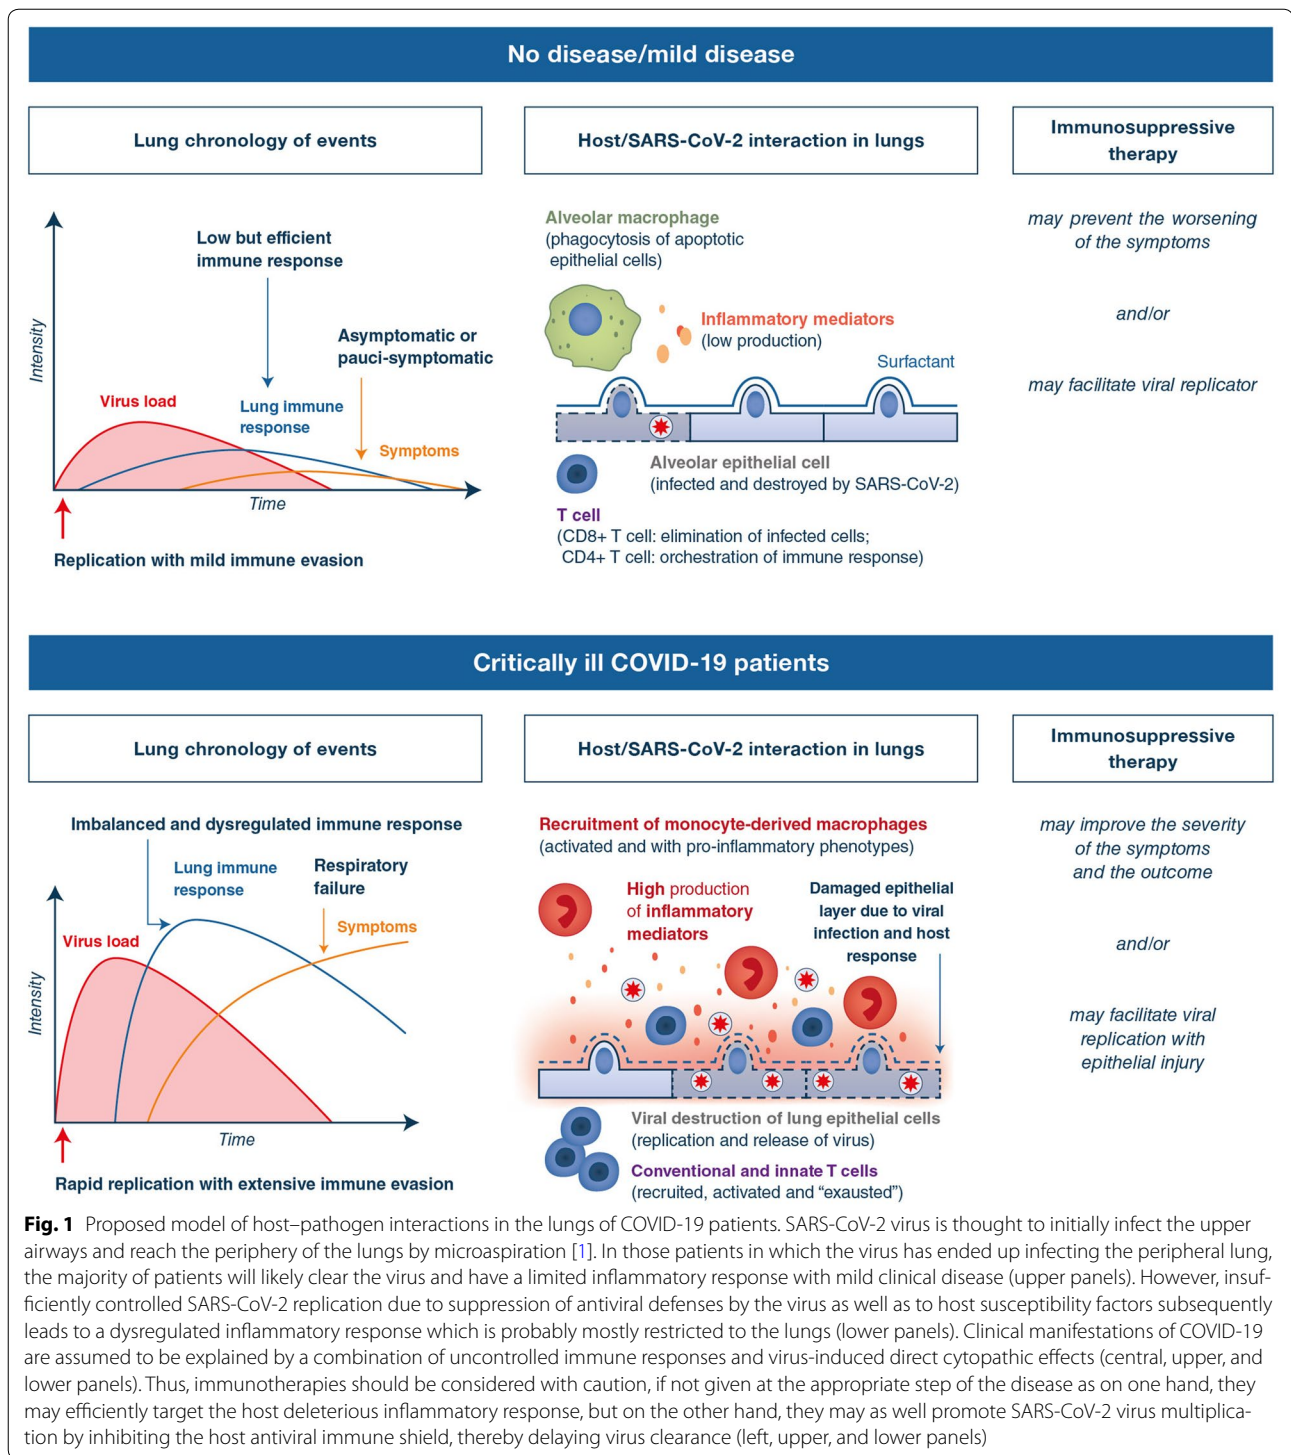 No disease/mild disease
Lung chronology of events
Host/SARS-CoV-2 interaction in lungs
Immunosuppressive
therapy
Low but efficient
immune response
Asymptomatic or
pauci-symptomatic
Intensity
Virus load
Lung immune
response
Symptoms
Time
Replication with mild immune evasion
Alveolar macrophage
(phagocytosis of apoptotic
epithelial cells)
Inflammatory mediators
(low production)
Surfactant
Alveolar epithelial cell
(infected and destroyed by SARS-CoV-2)
T cell
(CD8+ T cell: elimination of infected cells;
CD4+ T cell: orchestration of immune response)
may prevent the worsening
of the symptoms
and/or
may facilitate viral replicator
Critically ill COVID-19 patients
Lung chronology of events
Host/SARS-CoV-2 interaction in lungs
Immunosuppressive
therapy
Imbalanced and dysregulated immune response
Lung immune
response
Respiratory
failure
Symptoms
Virus load
Intensity
Time
Rapid replication with extensive immune evasion
Recruitment of monocyte-derived macrophages
(activated and with pro-inflammatory phenotypes)
High production
of inflammatory
mediators
Damaged epithelial
layer due to viral
infection and host
response
Viral destruction of lung epithelial cells
(replication and release of virus)
Conventional and innate T cells
(recruited, activated and “exausted”)
may improve the severity
of the symptoms
and the outcome
and/or
may facilitate viral
replication with
epithelial injury
Fig. 1 Proposed model of host–pathogen interactions in the lungs of COVID-19 patients. SARS-CoV-2 virus is thought to initially infect the upper
airways and reach the periphery of the lungs by microaspiration [1]. In those patients in which the virus has ended up infecting the peripheral lung,
the majority of patients will likely clear the virus and have a limited inflammatory response with mild clinical disease (upper panels). However, insuf-
ficiently controlled SARS-CoV-2 replication due to suppression of antiviral defenses by the virus as well as to host susceptibility factors subsequently
leads to a dysregulated inflammatory response which is probably mostly restricted to the lungs (lower panels). Clinical manifestations of COVID-19
are assumed to be explained by a combination of uncontrolled immune responses and virus-induced direct cytopathic effects (central, upper, and
lower panels). Thus, immunotherapies should be considered with caution, if not given at the appropriate step of the disease as on one hand, they
may efficiently target the host deleterious inflammatory response, but on the other hand, they may as well promote SARS-CoV-2 virus multiplica-
tion by inhibiting the host antiviral immune shield, thereby delaying virus clearance (left, upper, and lower panels)